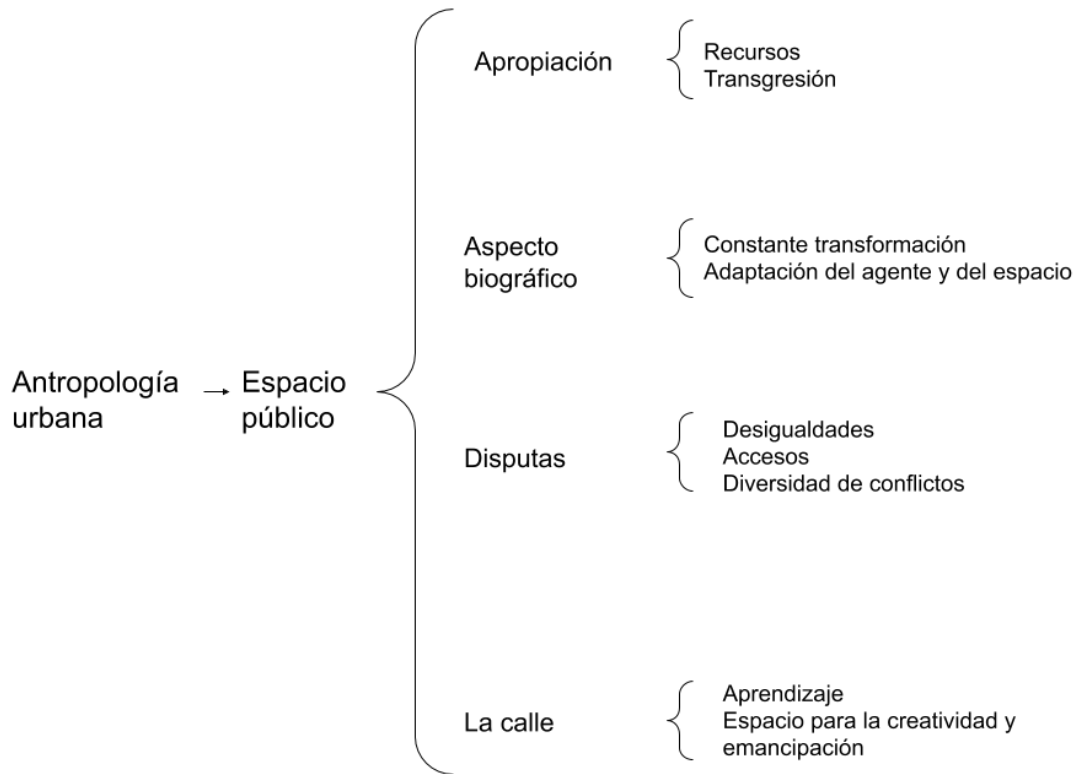 Antropología
urbana
Espacio
público
Apropiación
Recursos
Transgresión
Aspecto
biográfico
Constante transformación
Adaptación del agente y del espacio
Disputas
Desigualdades
Accesos
Diversidad de conflictos
La calle
Aprendizaje
Espacio para la creatividad y
emancipación